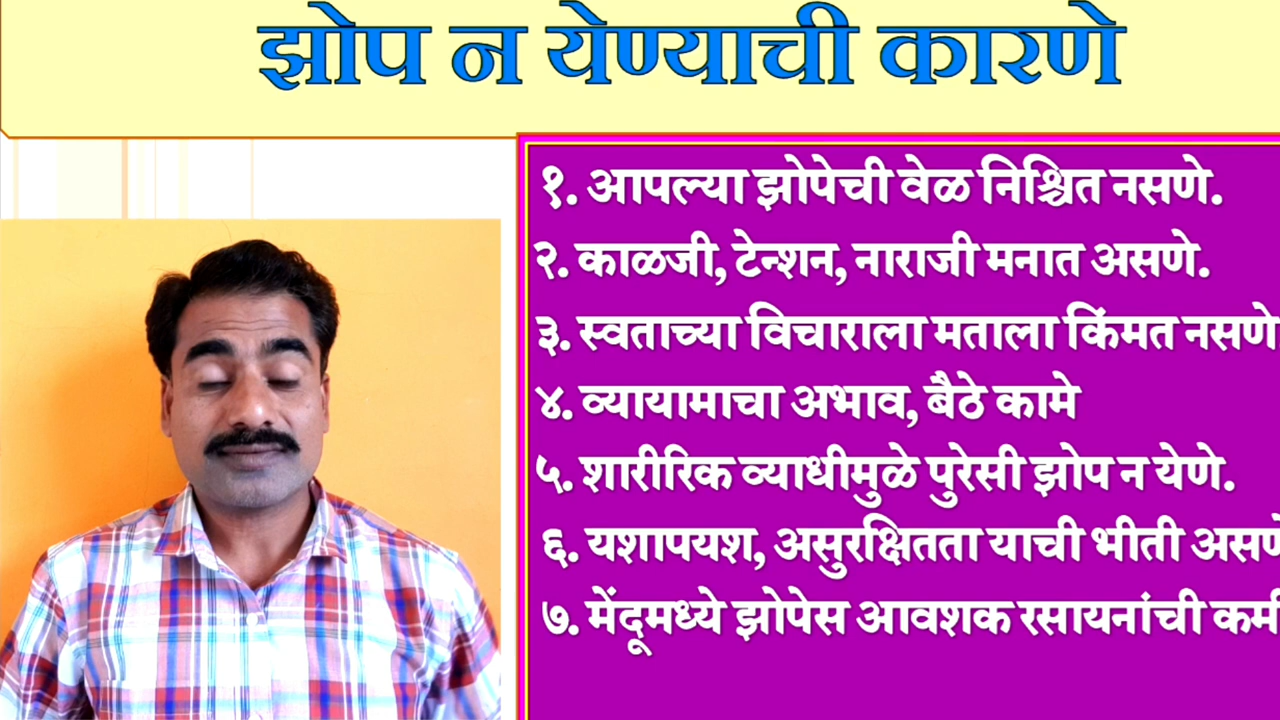 झोप न येण्याची कारणे
१. आपल्या झोपेची वेळ निश्चित नसणे.
२. काळजी, टेन्शन, नाराजी मनात असणे.
३. स्वताच्या विचाराला मताला किंमत नसणे
४. व्यायामाचा अभाव, बैठे कामे
५. शारीरिक व्याधीमुळे पुरेसी झोप न येणे.
६. यशापयश, असुरक्षितता याची भीती
७. मेंदूमध्ये झोपेस आवशक रसायनांची